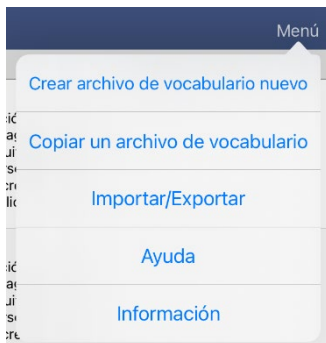 Menú
Crear archivo de vocabulario nuevo
Copiar un archivo de vocabulario
Importar/Exportar
Ayuda
Información